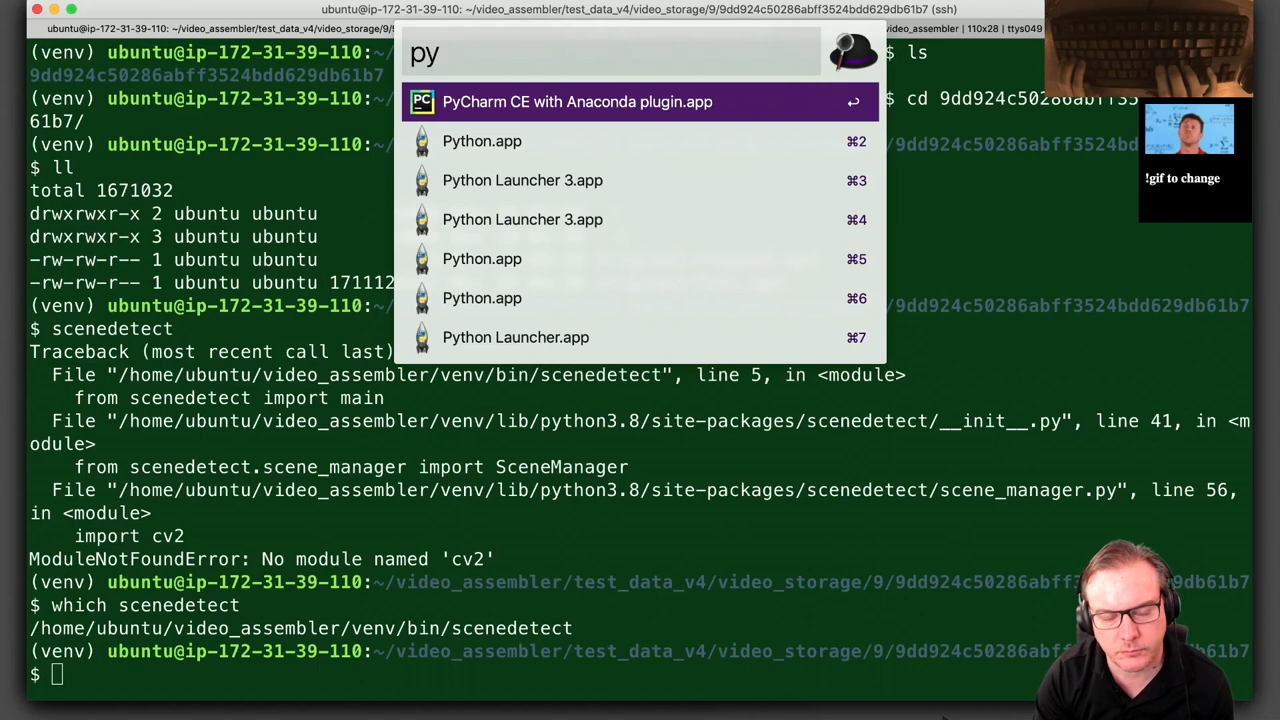 ubuntu@ip-172-31-39-110: ~/video_assembler/test_data_v4/video_storage/9/9dd924c50286abff3524bdd629db61b7 (ssh)
ubuntu@ip-172-31-39-110: ~/video_assembler/test_data_v4/video_storage/9/9
eo_assembler | 110x28 | ttys049
(venv) ubuntu@ip-172-31-39-110:~/
$ ls
9dd924c50286abff3524bdd629db61b7
(venv) ubuntu@ip-172-31-39-110:~/
$ cd 9dd924c50286abff35
61b7/
(venv) ubuntu@ip-172-31-39-110:~/
$ ll
total 1671032
drwxrwxr-x 2 ubuntu ubuntu
drwxrwxr-x 3 ubuntu ubuntu
-rw-rw-r-- 1 ubuntu ubuntu
-rw-rw-r-- 1 ubuntu ubuntu 171112
py
PyCharm CE with Anaconda plugin.app ↩
Python.app ⌘2
Python Launcher 3.app ⌘3
Python Launcher 3.app ⌘4
Python.app ⌘5
Python.app ⌘6
Python Launcher.app ⌘7
!gif to change
(venv) ubuntu@ip-172-31-39-110:~/video_assembler/test_data_v4/video_storage/9/9dd924c50286abff3524bdd629db61b7
$ scenedetect
Traceback (most recent call last)
File "/home/ubuntu/video_assembler/venv/bin/scenedetect", line 5, in <module>
from scenedetect import main
File "/home/ubuntu/video_assembler/venv/lib/python3.8/site-packages/scenedetect/__init__.py", line 41, in <m
odule>
from scenedetect.scene_manager import SceneManager
File "/home/ubuntu/video_assembler/venv/lib/python3.8/site-packages/scenedetect/scene_manager.py", line 56,
in <module>
import cv2
ModuleNotFoundError: No module named 'cv2'
(venv) ubuntu@ip-172-31-39-110:~/video_assembler/test_data_v4/video_storage/9/9dd924c50286abff3524bdd629db61b7
$ which scenedetect
/home/ubuntu/video_assembler/venv/bin/scenedetect
(venv) ubuntu@ip-172-31-39-110:~/video_assembler/test_data_v4/video_storage/9/9dd924c50286abff3524bdd629db61b7
$